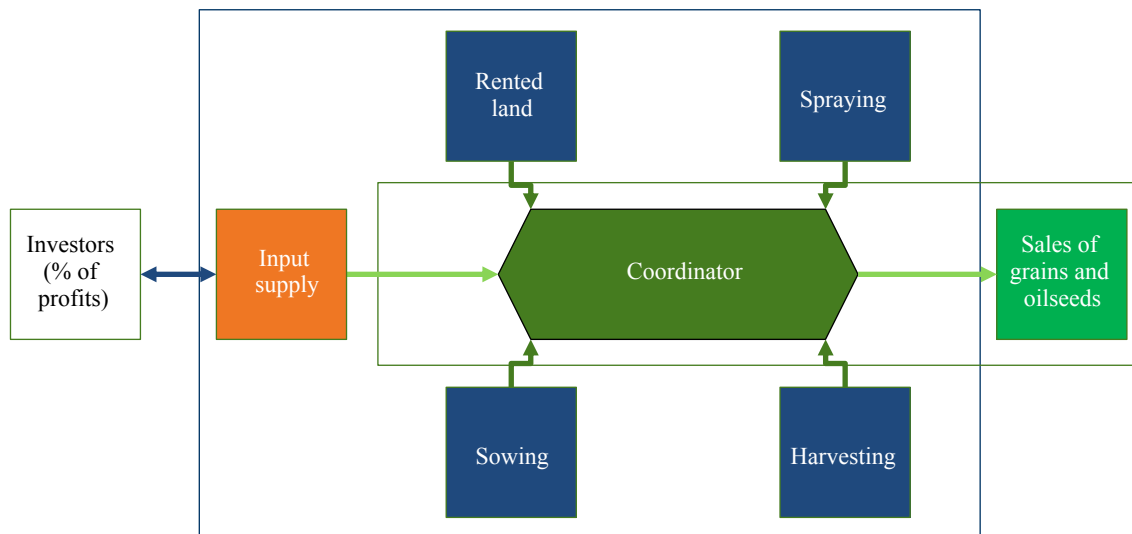 Rented
land
Spraying
Investors
(% of
profits)
Input
supply
Coordinator
Sales of
grains and
oilseeds
Sowing
Harvesting